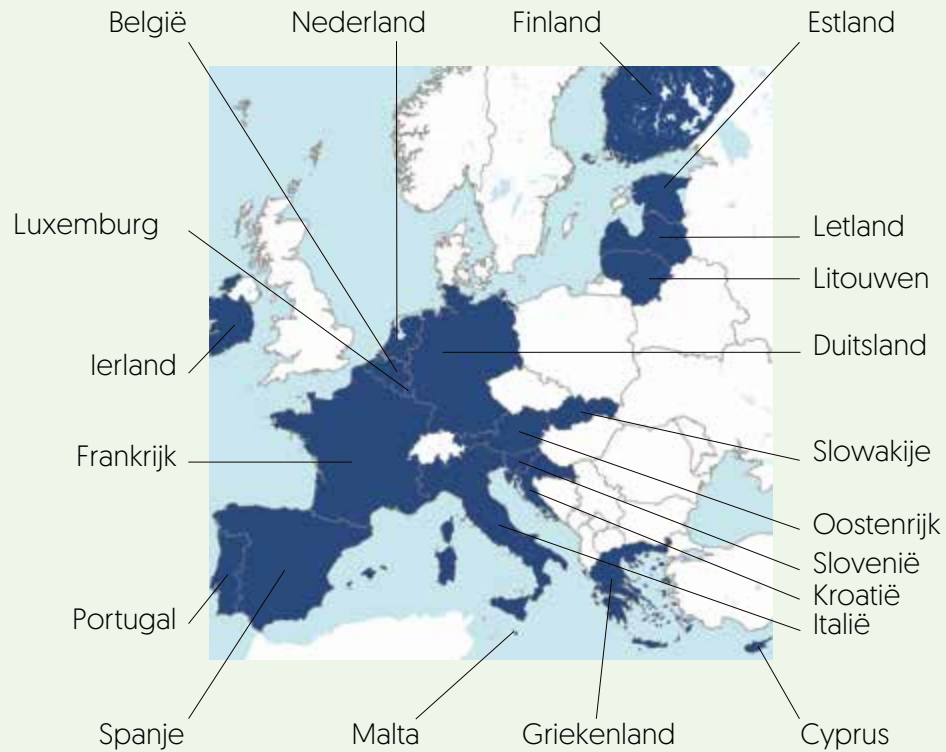 België
Nederland
Finland
Estland
Luxemburg
Letland
Litouwen
Ierland
Duitsland
Frankrijk
Slowakije
Oostenrijk
Slovenië
Kroatië
Italië
Portugal
Spanje
Malta
Griekenland
Cyprus